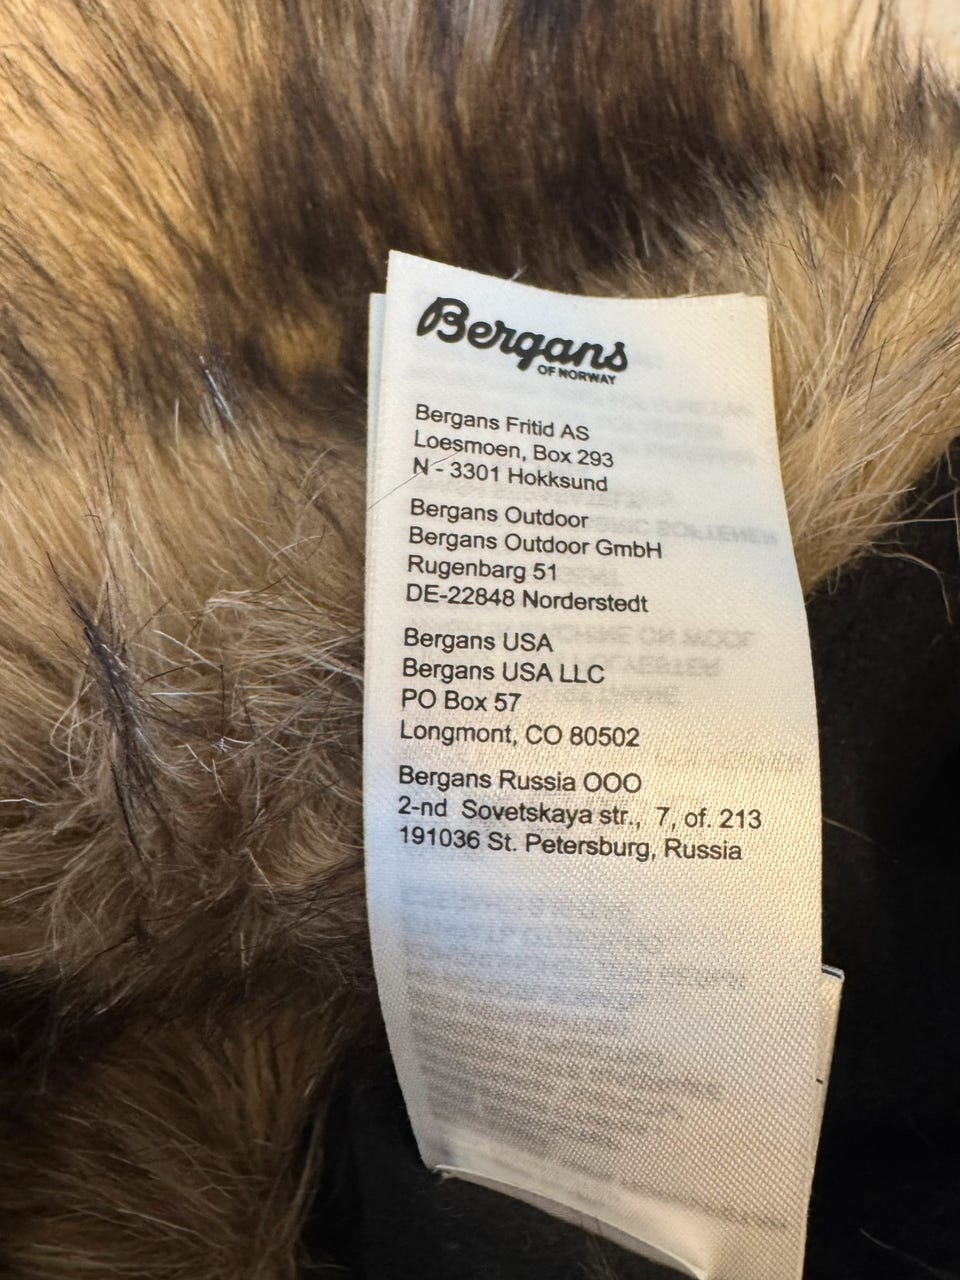 Bergans
OF NORWAY
Bergans Fritid AS
Loesmoen, Box 293
N - 3301 Hokksund
Bergans Outdoor
Bergans Outdoor GmbH
Rugenbarg 51
DE-22848 Norderstedt
Bergans USA
Bergans USA LLC
PO Box 57
Longmont, CO 80502
Bergans Russia OOO
2-nd Sovetskaya str., 7, of. 213
191036 St. Petersburg, Russia